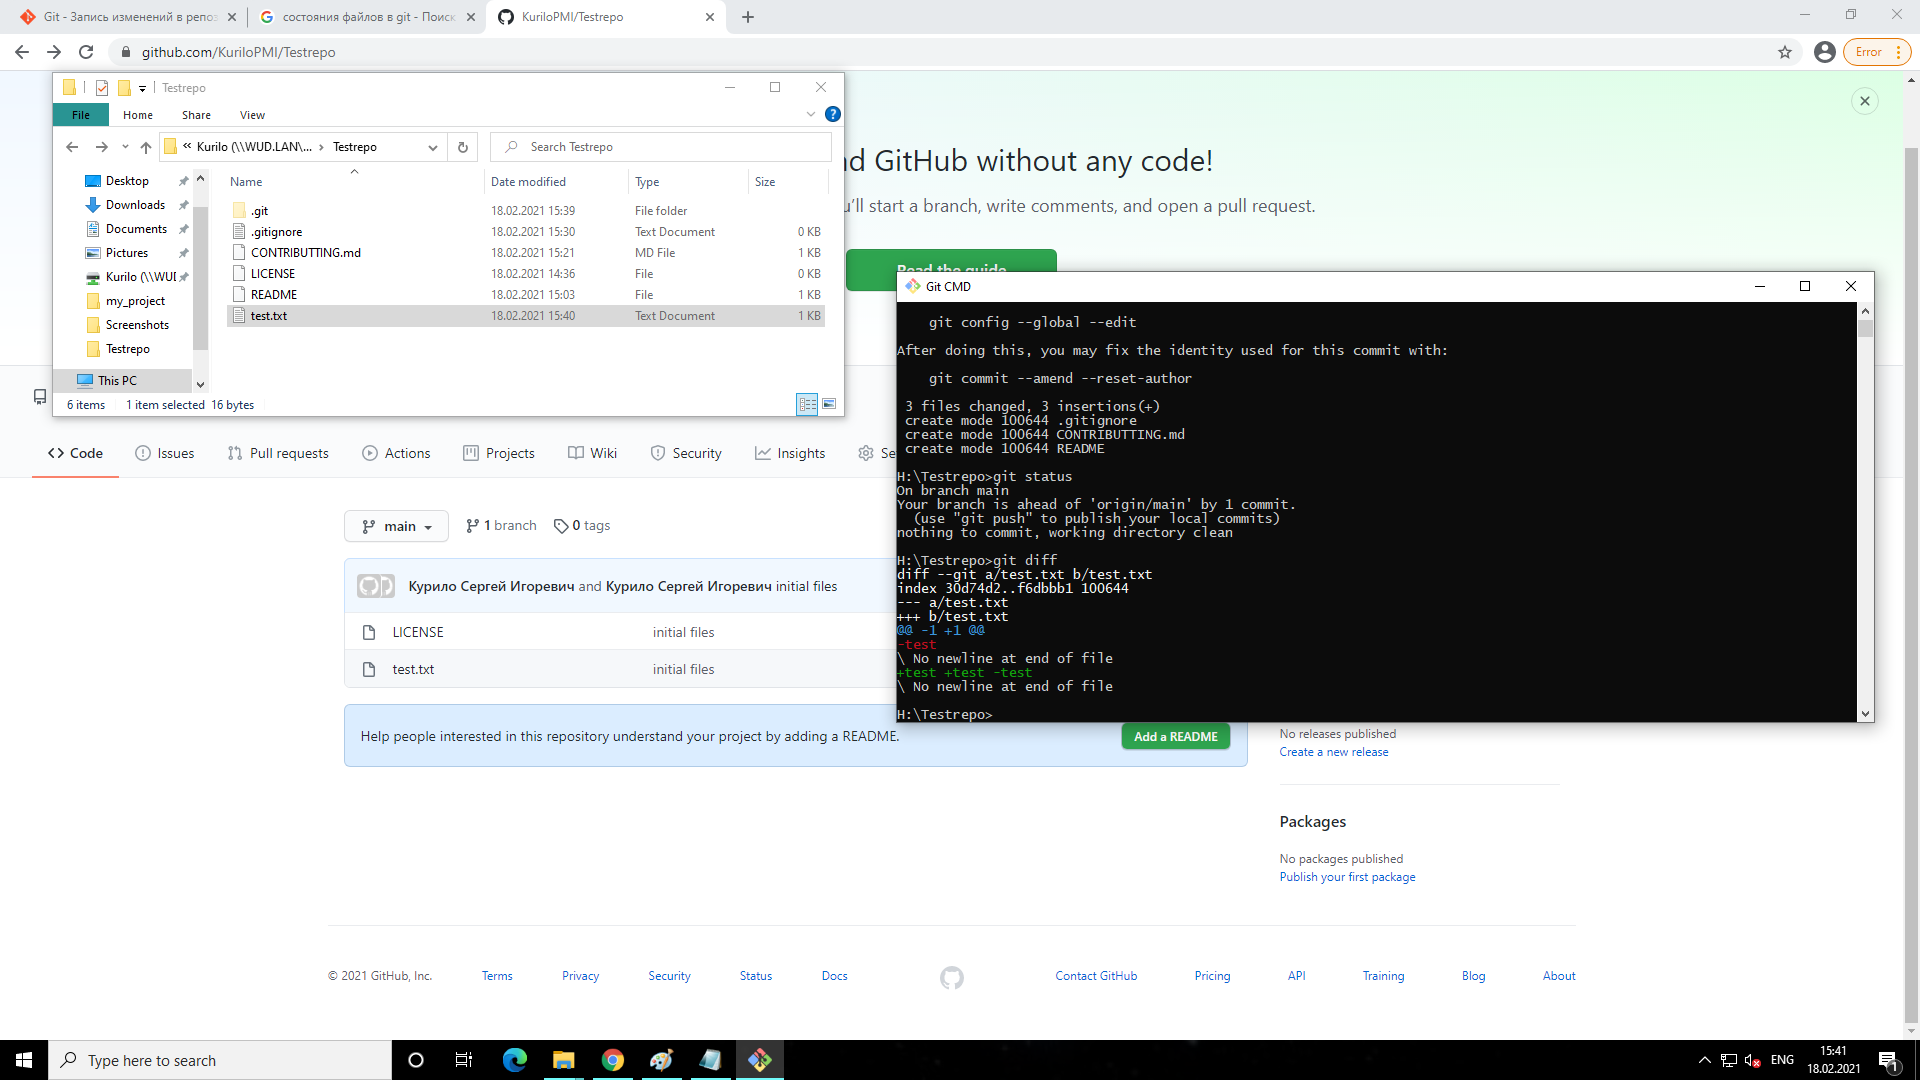 Git - Запись изменений в репоз
состояния файлов в git - Поиск
KuriloPMI/Testrepo
github.com/KuriloPMI/Testrepo
Error
Testrepo
File
Home
Share
View
« Kurilo (\\WUD.LAN\... > Testrepo
Search Testrepo
Name Date modified Type Size
Desktop
Downloads
Documents
Pictures
Kurilo (\\WUD
my_project
Screenshots
Testrepo
This PC
.git 18.02.2021 15:39 File folder
.gitignore 18.02.2021 15:30 Text Document 0 KB
CONTRIBUTTING.md 18.02.2021 15:21 MD File 1 KB
LICENSE 18.02.2021 14:36 File 0 KB
README 18.02.2021 15:03 File 1 KB
test.txt 18.02.2021 15:40 Text Document 1 KB
6 items 1 item selected 16 bytes
GitHub without any code!
start a branch, write comments, and open a pull request.
Read the guide
Code
Issues
Pull requests
Actions
Projects
Wiki
Security
Insights
main
1 branch
0 tags
Курило Сергей Игоревич and Курило Сергей Игоревич initial files
LICENSE initial files
test.txt initial files
Help people interested in this repository understand your project by adding a README.
Add a README
Git CMD
git config --global --edit
After doing this, you may fix the identity used for this commit with:
git commit --amend --reset-author
3 files changed, 3 insertions(+)
create mode 100644 .gitignore
create mode 100644 CONTRIBUTTING.md
create mode 100644 README
H:\Testrepo>git status
On branch main
Your branch is ahead of 'origin/main' by 1 commit.
(use "git push" to publish your local commits)
nothing to commit, working directory clean
H:\Testrepo>git diff
diff --git a/test.txt b/test.txt
index 30d74d2..f6dbbb1 100644
--- a/test.txt
+++ b/test.txt
@@ -1 +1 @@
-test
\ No newline at end of file
+test +test -test
\ No newline at end of file
H:\Testrepo>
No releases published
Create a new release
Packages
No packages published
Publish your first package
© 2021 GitHub, Inc.
Terms
Privacy
Security
Status
Docs
Contact GitHub
Pricing
API
Training
Blog
About
Type here to search
ENG
15:41
18.02.2021
1